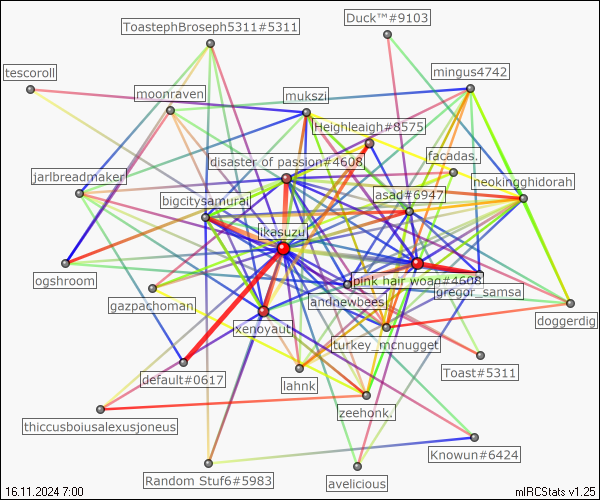 Duck™#9103
ToastephBroseph5311#5311
tescoroll
mingus4742
moonraven
mukszi
Heighleaigh#8575
facadas.
disaster of passion#4608
jarlbreadmaker
neokingghidorah
asad#6947
bigcitysamurai
ikasuzu
ogshroom
pink hair woan#4608
gregor_samsa
gazpachoman
andnewbees
doggerdig
xenoyaut
turkey_mcnugget
default#0617
Toast#5311
lahnk
zeehonk.
thiccusboiusalexusjoneus
Knowun#6424
Random Stuf6#5983
avelicious
16.11.2024 7:00
mIRCStats v1.25